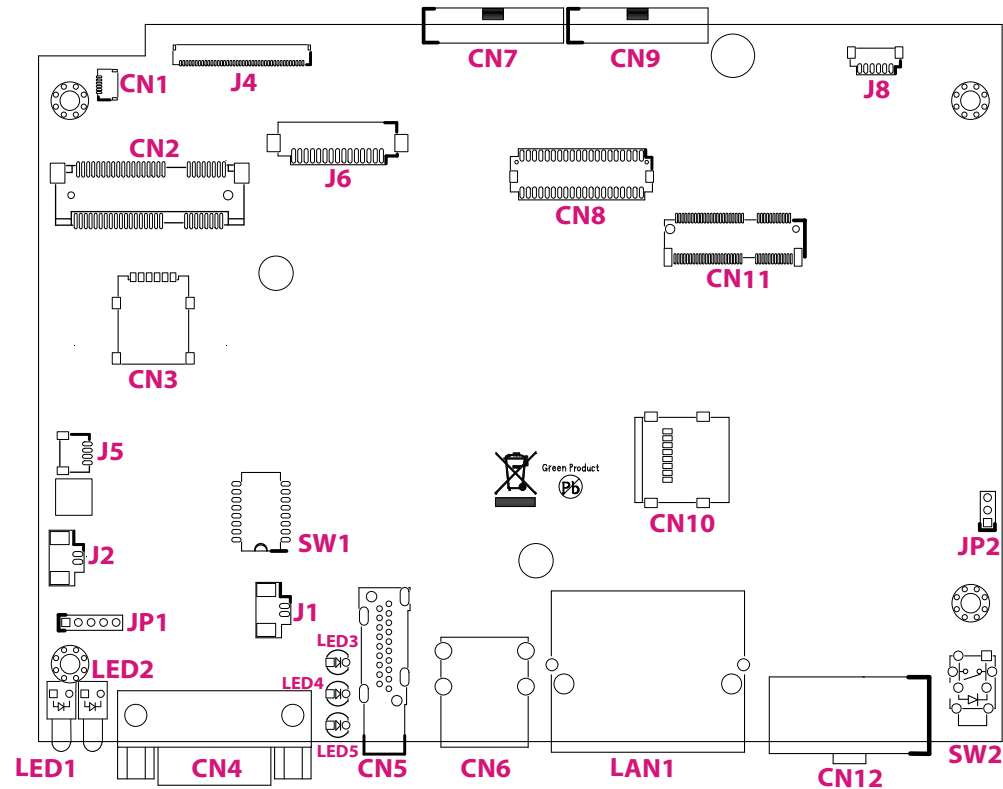 CN7
CN9
CN1
J4
J8
CN2
J6
CN8
CN11
CN3
J5
Green Product
Pb
CN10
SW1
JP2
J2
J1
JP1
LED3
LED2
LED4
LED5
LED1
CN4
CN5
CN6
LAN1
CN12
SW2